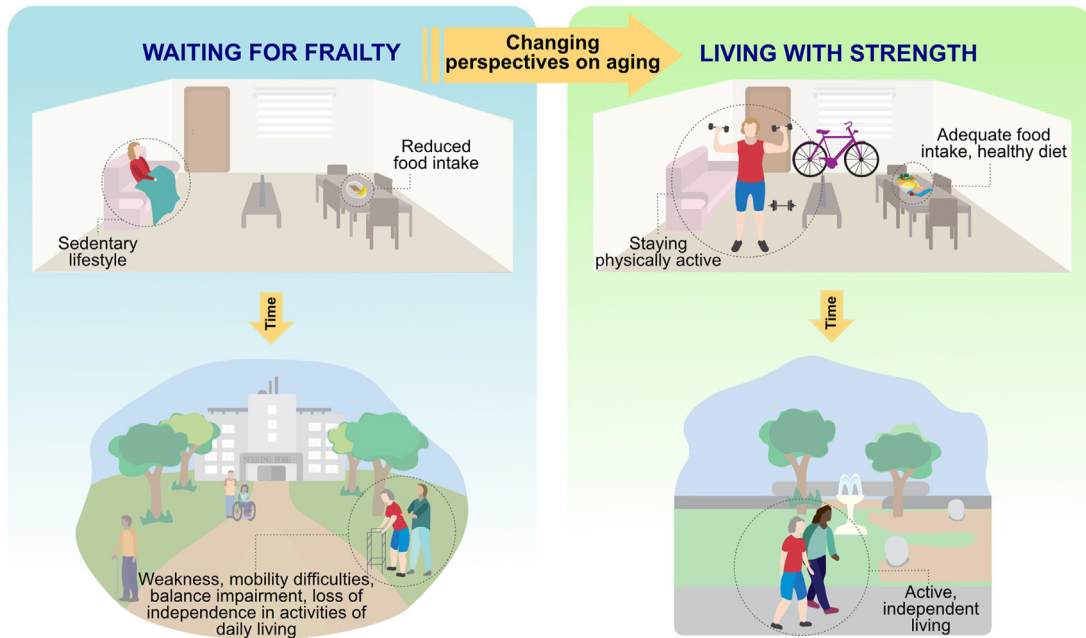 WAITING FOR FRAILTY
Changing
perspectives on aging
LIVING WITH STRENGTH
Reduced
food intake
Sedentary
lifestyle
Adequate food
intake, healthy diet
Staying
physically active
Time
Time
NURSING HOME
Weakness, mobility difficulties,
balance impairment, loss of
independence in activities of
daily living
Active,
independent
living